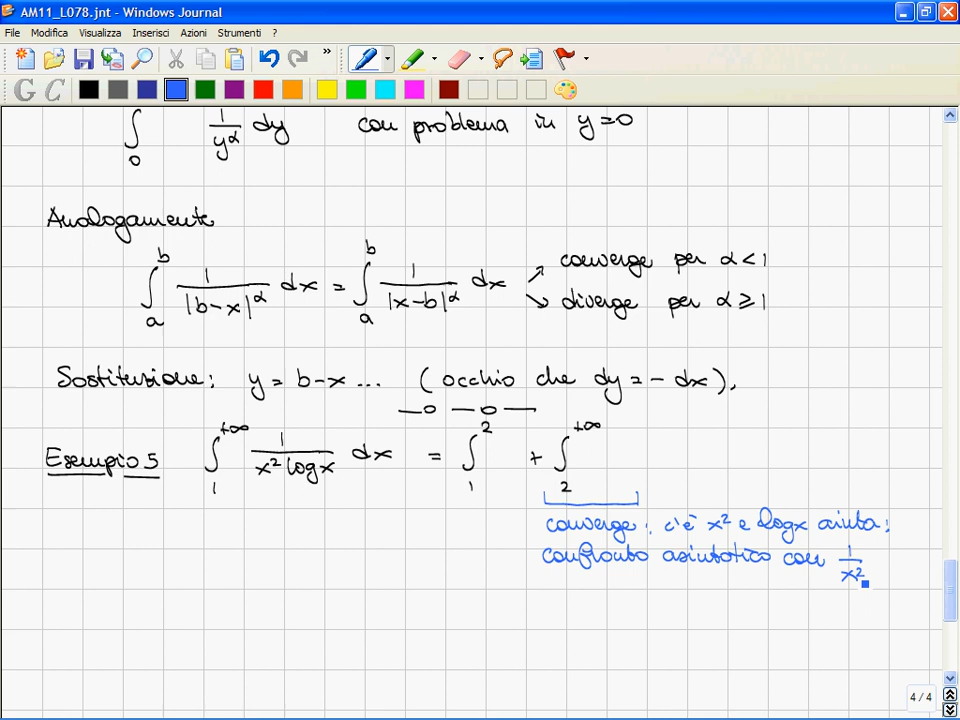 AM11_L078.jnt - Windows Journal
File Modifica Visualizza Inserisci Azioni Strumenti ?
»
G C
∫₀ 1/y^α dy con problema in y=0
Analogamente
∫ₐᵇ 1/|b-x|^α dx = ∫ₐᵇ 1/|x-b|^α dx ↗ converge per α < 1
↘ diverge per α ≥ 1
Sostituzione: y = b-x ... (occhio che dy = - dx).
—o—o—
Esempio 5 ∫₁^{+∞} 1/(x² log x) dx = ∫₁² + ∫₂^{+∞}
converge: c'è x² e logx aiuta;
confronto asintotico con 1/x²
4 / 4